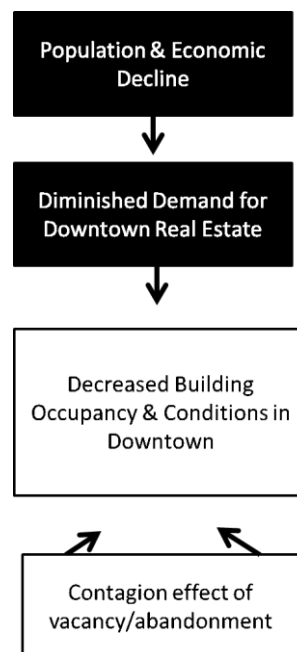 Population & Economic
Decline
Diminished Demand for
Downtown Real Estate
Decreased Building
Occupancy & Conditions in
Downtown
Contagion effect of
vacancy/abandonment